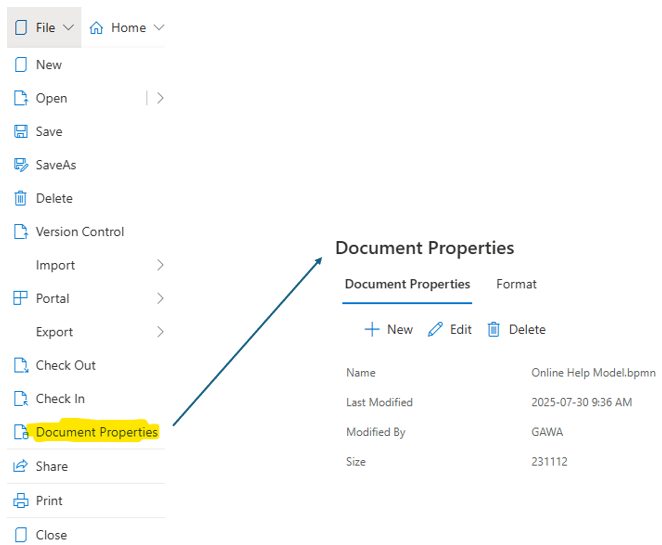 File Home
New
Open
Save
SaveAs
Delete
Version Control
Import
Portal
Export
Check Out
Check In
Document Properties
Share
Print
Close
Document Properties
Document Properties Format
New Edit Delete
Name Online Help Model.bpmn
Last Modified 2025-07-30 9:36 AM
Modified By GAWA
Size 231112